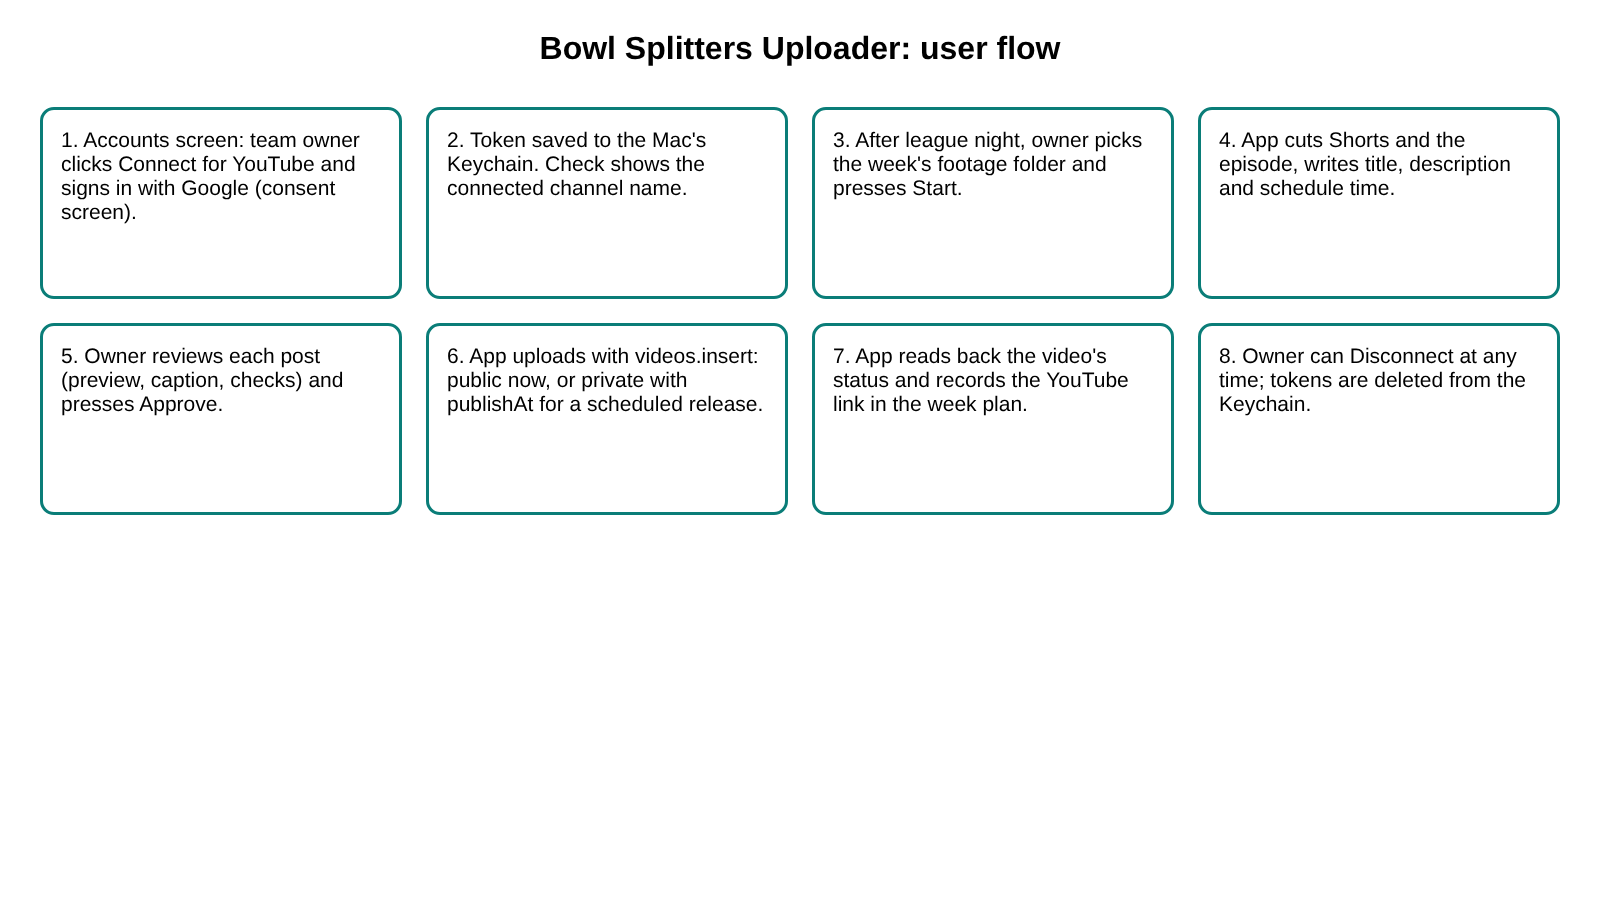 Bowl Splitters Uploader: user flow
1. Accounts screen: team owner
clicks Connect for YouTube and
signs in with Google (consent
screen).
2. Token saved to the Mac's
Keychain. Check shows the
connected channel name.
3. After league night, owner picks
the week's footage folder and
presses Start.
4. App cuts Shorts and the
episode, writes title, description
and schedule time.
5. Owner reviews each post
(preview, caption, checks) and
presses Approve.
6. App uploads with videos.insert:
public now, or private with
publishAt for a scheduled release.
7. App reads back the video's
status and records the YouTube
link in the week plan.
8. Owner can Disconnect at any
time; tokens are deleted from the
Keychain.